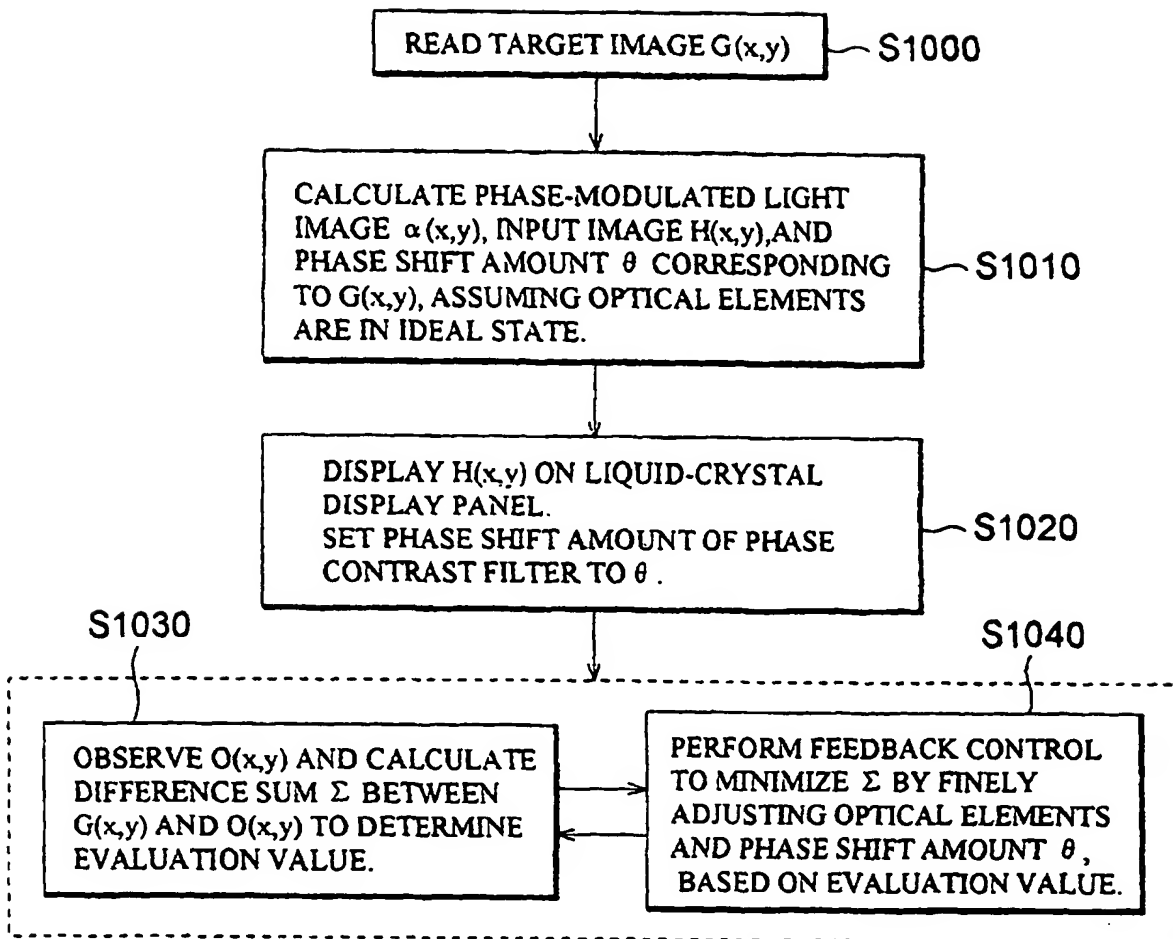 READ TARGET IMAGE G(x,y)
S1000
CALCULATE PHASE-MODULATED LIGHT
IMAGE α(x,y), INPUT IMAGE H(x,y),AND
PHASE SHIFT AMOUNT θ CORRESPONDING
TO G(x,y), ASSUMING OPTICAL ELEMENTS
ARE IN IDEAL STATE.
S1010
DISPLAY H(x,y) ON LIQUID-CRYSTAL
DISPLAY PANEL.
SET PHASE SHIFT AMOUNT OF PHASE
CONTRAST FILTER TO θ.
S1020
S1030
OBSERVE O(x,y) AND CALCULATE
DIFFERENCE SUM Σ BETWEEN
G(x,y) AND O(x,y) TO DETERMINE
EVALUATION VALUE.
S1040
PERFORM FEEDBACK CONTROL
TO MINIMIZE Σ BY FINELY
ADJUSTING OPTICAL ELEMENTS
AND PHASE SHIFT AMOUNT θ,
BASED ON EVALUATION VALUE.